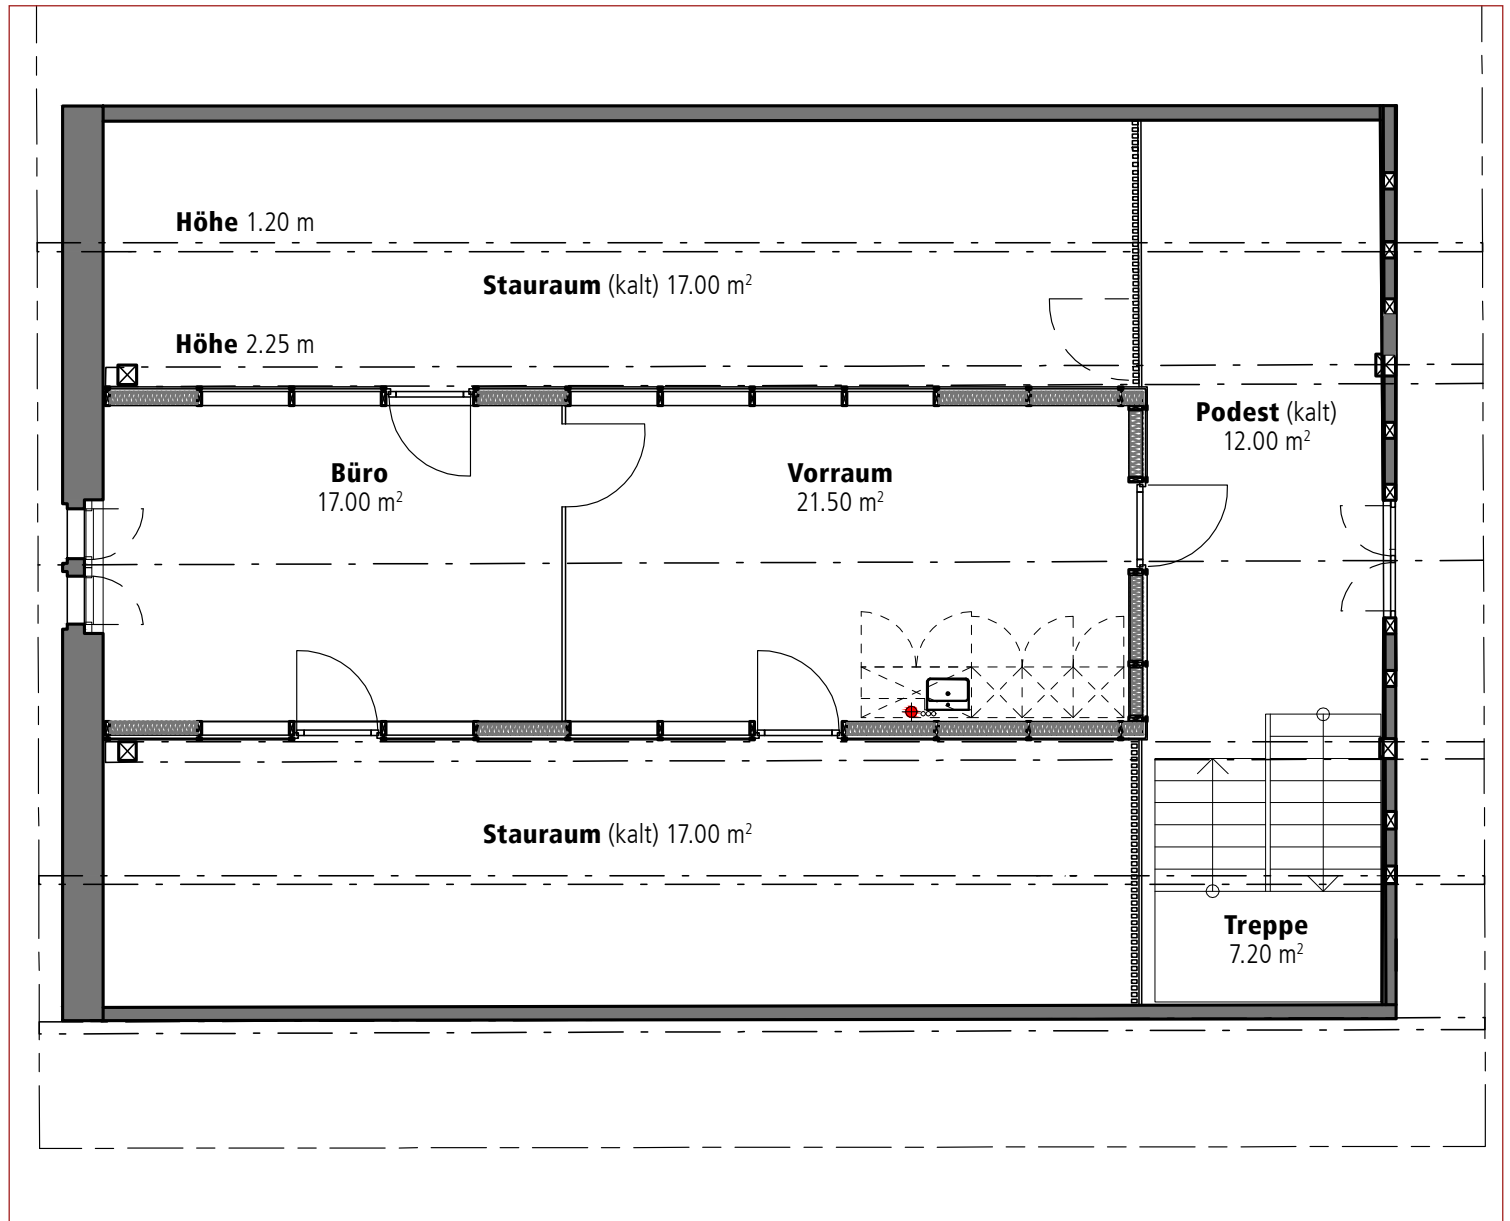 Höhe 1.20 m
Stauraum (kalt) 17.00 m²
Höhe 2.25 m
Podest (kalt)
12.00 m²
Büro
17.00 m²
Vorraum
21.50 m²
Stauraum (kalt) 17.00 m²
Treppe
7.20 m²